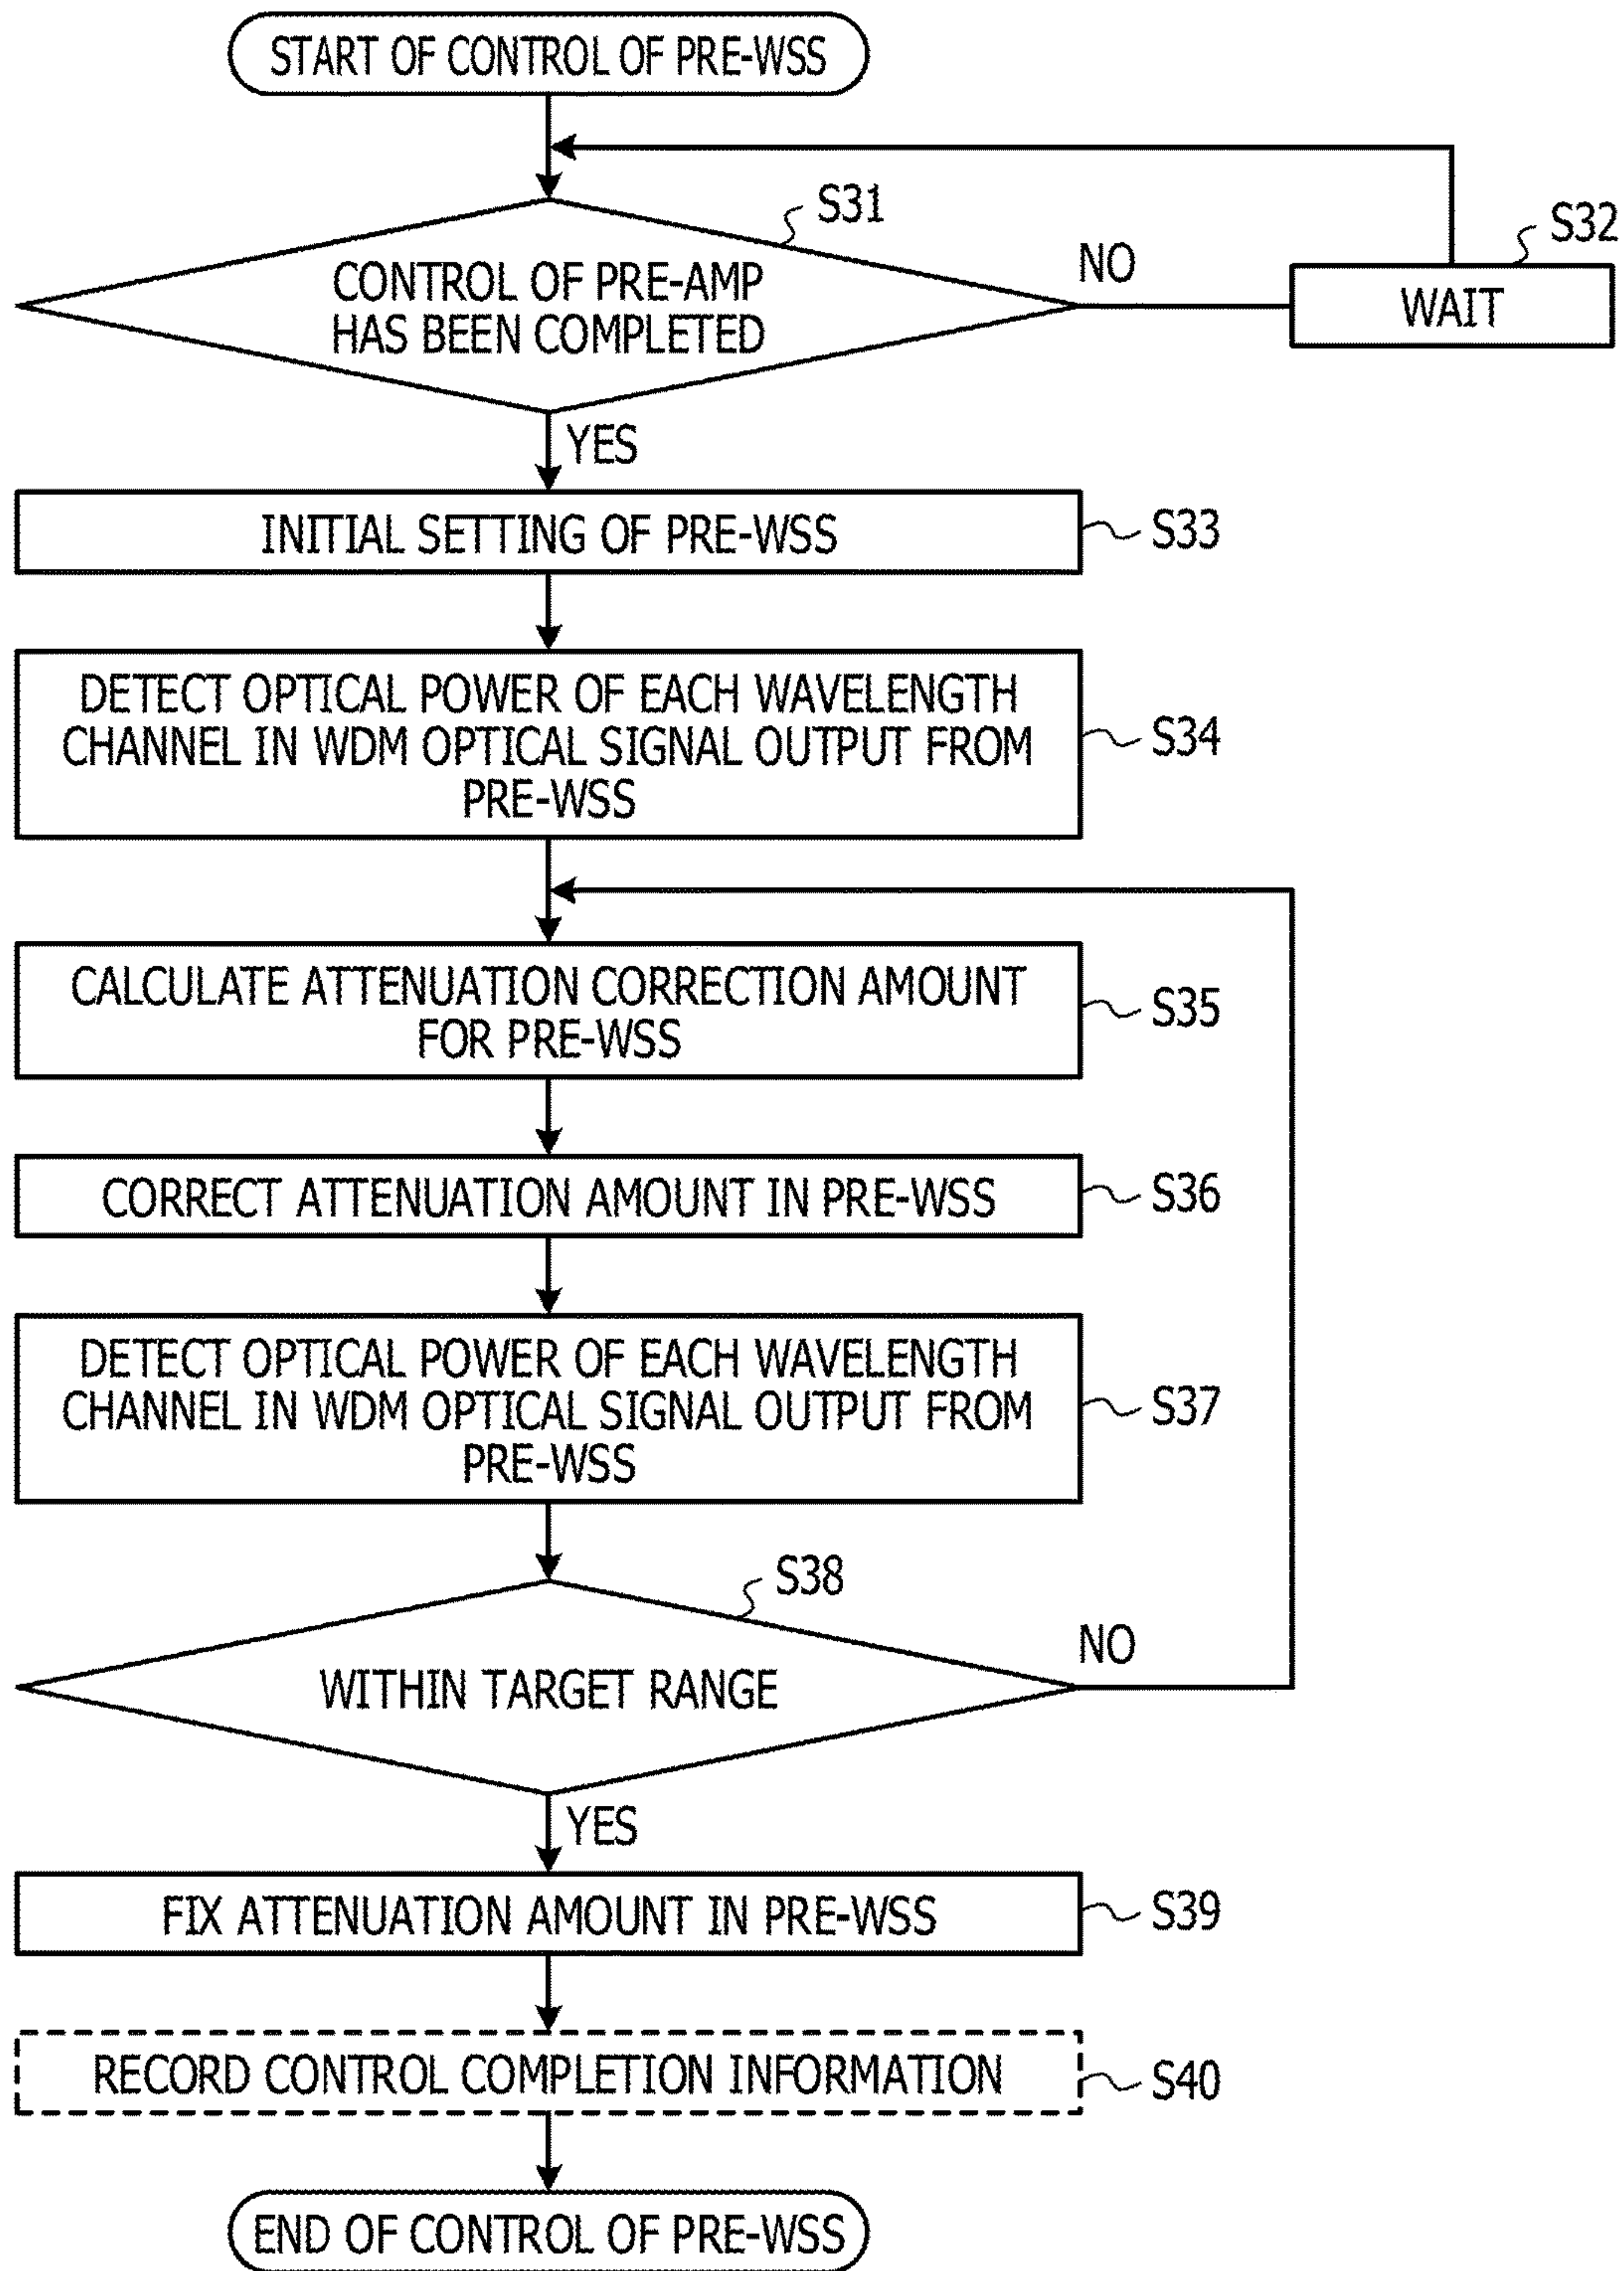 START OF CONTROL OF PRE-WSS
S31
S32
CONTROL OF PRE-AMP
HAS BEEN COMPLETED
NO
WAIT
YES
INITIAL SETTING OF PRE-WSS
S33
DETECT OPTICAL POWER OF EACH WAVELENGTH
CHANNEL IN WDM OPTICAL SIGNAL OUTPUT FROM
PRE-WSS
S34
CALCULATE ATTENUATION CORRECTION AMOUNT
FOR PRE-WSS
S35
CORRECT ATTENUATION AMOUNT IN PRE-WSS
S36
DETECT OPTICAL POWER OF EACH WAVELENGTH
CHANNEL IN WDM OPTICAL SIGNAL OUTPUT FROM
PRE-WSS
S37
S38
WITHIN TARGET RANGE
NO
YES
FIX ATTENUATION AMOUNT IN PRE-WSS
S39
RECORD CONTROL COMPLETION INFORMATION
S40
END OF CONTROL OF PRE-WSS